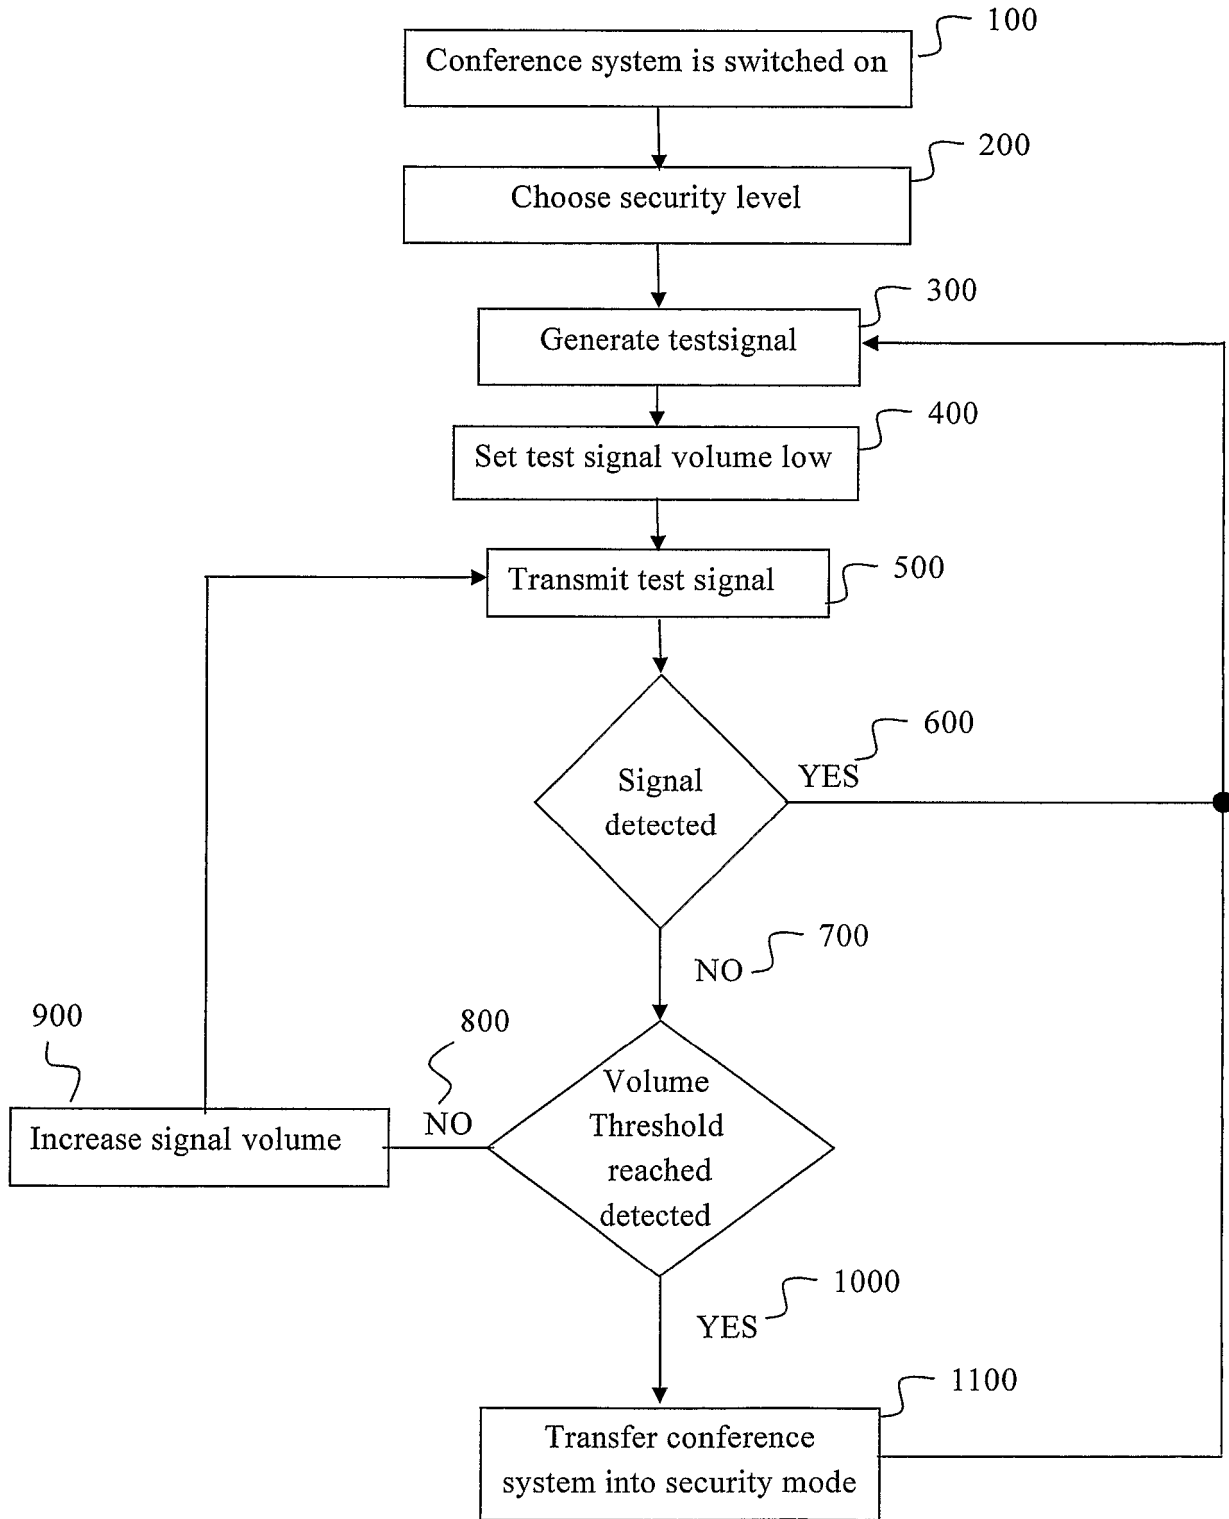 100
Conference system is switched on
200
Choose security level
300
Generate testsignal
400
Set test signal volume low
500
Transmit test signal
600
YES
Signal
detected
700
NO
900
800
Volume
Threshold
reached
detected
NO
Increase signal volume
1000
YES
1100
Transfer conference
system into security mode